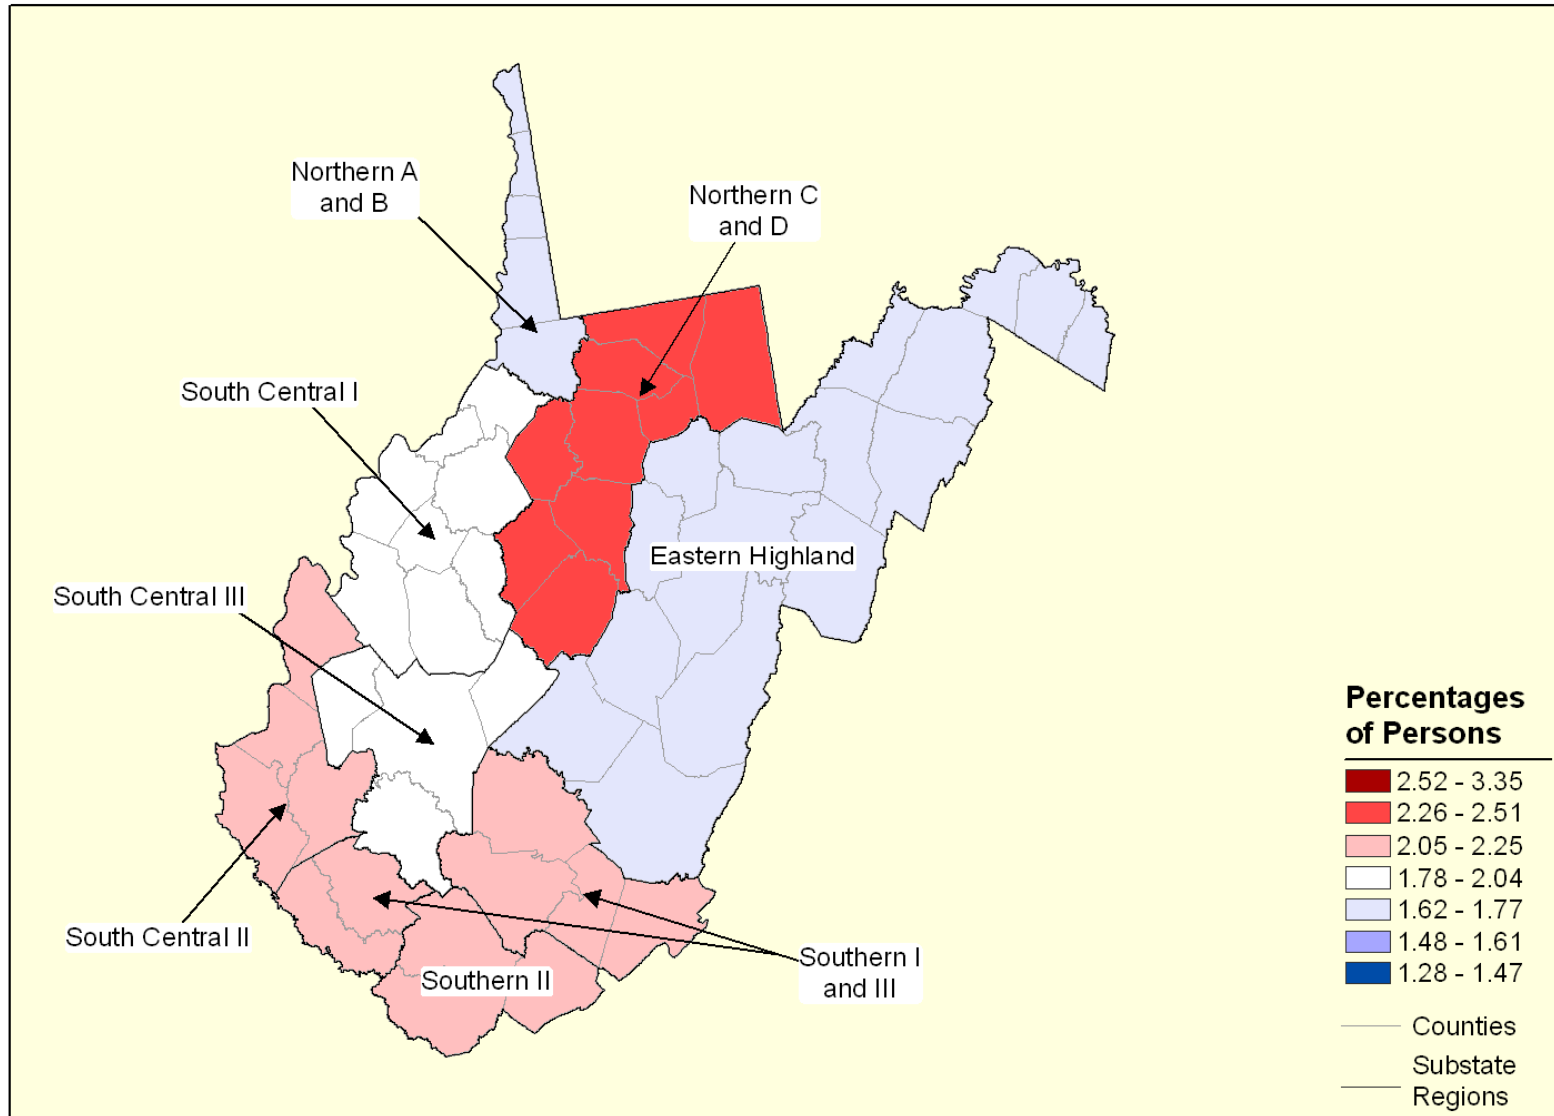 Northern A
and B
Northern C
and D
South Central I
Eastern Highland
South Central III
South Central II
Southern II
Southern I
and III
Percentages
of Persons
2.52 - 3.35
2.26 - 2.51
2.05 - 2.25
1.78 - 2.04
1.62 - 1.77
1.48 - 1.61
1.28 - 1.47
Counties
Substate
Regions